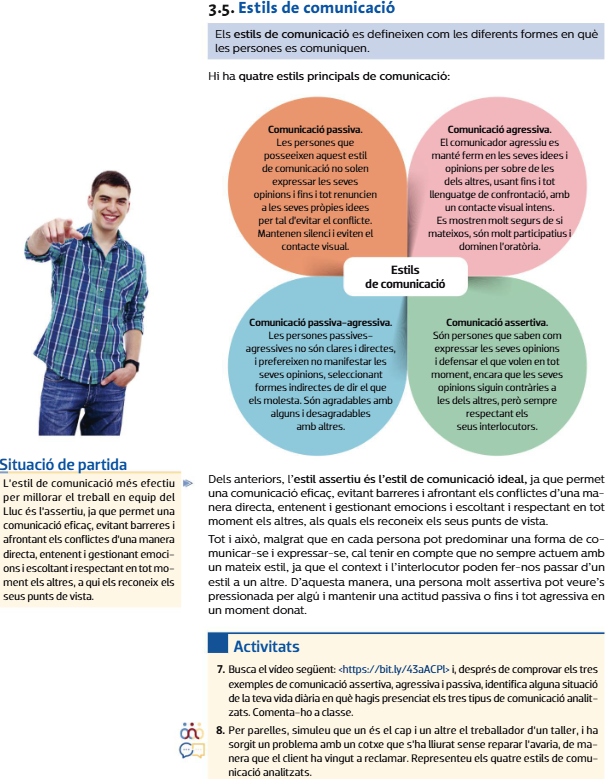 3.5. Estils de comunicació
Els estils de comunicació es defineixen com les diferents formes en què
les persones es comuniquen.
Hi ha quatre estils principals de comunicació:
Comunicació passiva.
Les persones que
posseeixen aquest estil
de comunicació no solen
expressar les seves
opinions i fins i tot renuncien
a les seves pròpies idees
per tal d'evitar el conflicte.
Mantenen silenci i eviten el
contacte visual.
Comunicació agressiva.
El comunicador agressiu es
manté ferm en les seves idees i
opinions per sobre de les
dels altres, usant fins i tot
llenguatge de confrontació, amb
un contacte visual intens.
Es mostren molt segurs de si
mateixos, són molt participatius i
dominen l'oratòria.
Estils
de comunicació
Comunicació passiva-agressiva.
Les persones passives-
agressives no són clares i directes,
i prefereixen no manifestar les
seves opinions, seleccionant
formes indirectes de dir el que
els molesta. Són agradables amb
alguns i desagradables
amb altres.
Comunicació assertiva.
Són persones que saben com
expressar les seves opinions
i defensar el que volen en tot
moment, encara que les seves
opinions siguin contràries a
les dels altres, però sempre
respectant els
seus interlocutors.
Situació de partida
L'estil de comunicació més efectiu
per millorar el treball en equip del
Lluc és l'assertiu, ja que permet una
comunicació eficaç, evitant barreres i
afrontant els conflictes d'una manera
directa, entenent i gestionant emoci-
ons i escoltant i respectant en tot mo-
ment els altres, a qui els reconeix els
seus punts de vista.
Dels anteriors, l'estil assertiu és l'estil de comunicació ideal, ja que permet
una comunicació eficaç, evitant barreres i afrontant els conflictes d'una ma-
nera directa, entenent i gestionant emocions i escoltant i respectant en tot
moment els altres, als quals els reconeix els seus punts de vista.
Tot i això, malgrat que en cada persona pot predominar una forma de co-
municar-se i expressar-se, cal tenir en compte que no sempre actuem amb
un mateix estil, ja que el context i l'interlocutor poden fer-nos passar d'un
estil a un altre. D'aquesta manera, una persona molt assertiva pot veure's
pressionada per algú i mantenir una actitud passiva o fins i tot agressiva en
un moment donat.
Activitats
7. Busca el vídeo següent: <https://bit.ly/43aACPl> i, després de comprovar els tres
exemples de comunicació assertiva, agressiva i passiva, identifica alguna situació
de la teva vida diària en què hagis presenciat els tres tipus de comunicació analit-
zats. Comenta-ho a classe.
8. Per parelles, simuleu que un és el cap i un altre el treballador d'un taller, i ha
sorgit un problema amb un cotxe que s'ha lliurat sense reparar l'avaria, de ma-
nera que el client ha vingut a reclamar. Representeu els quatre estils de comu-
nicació analitzats.